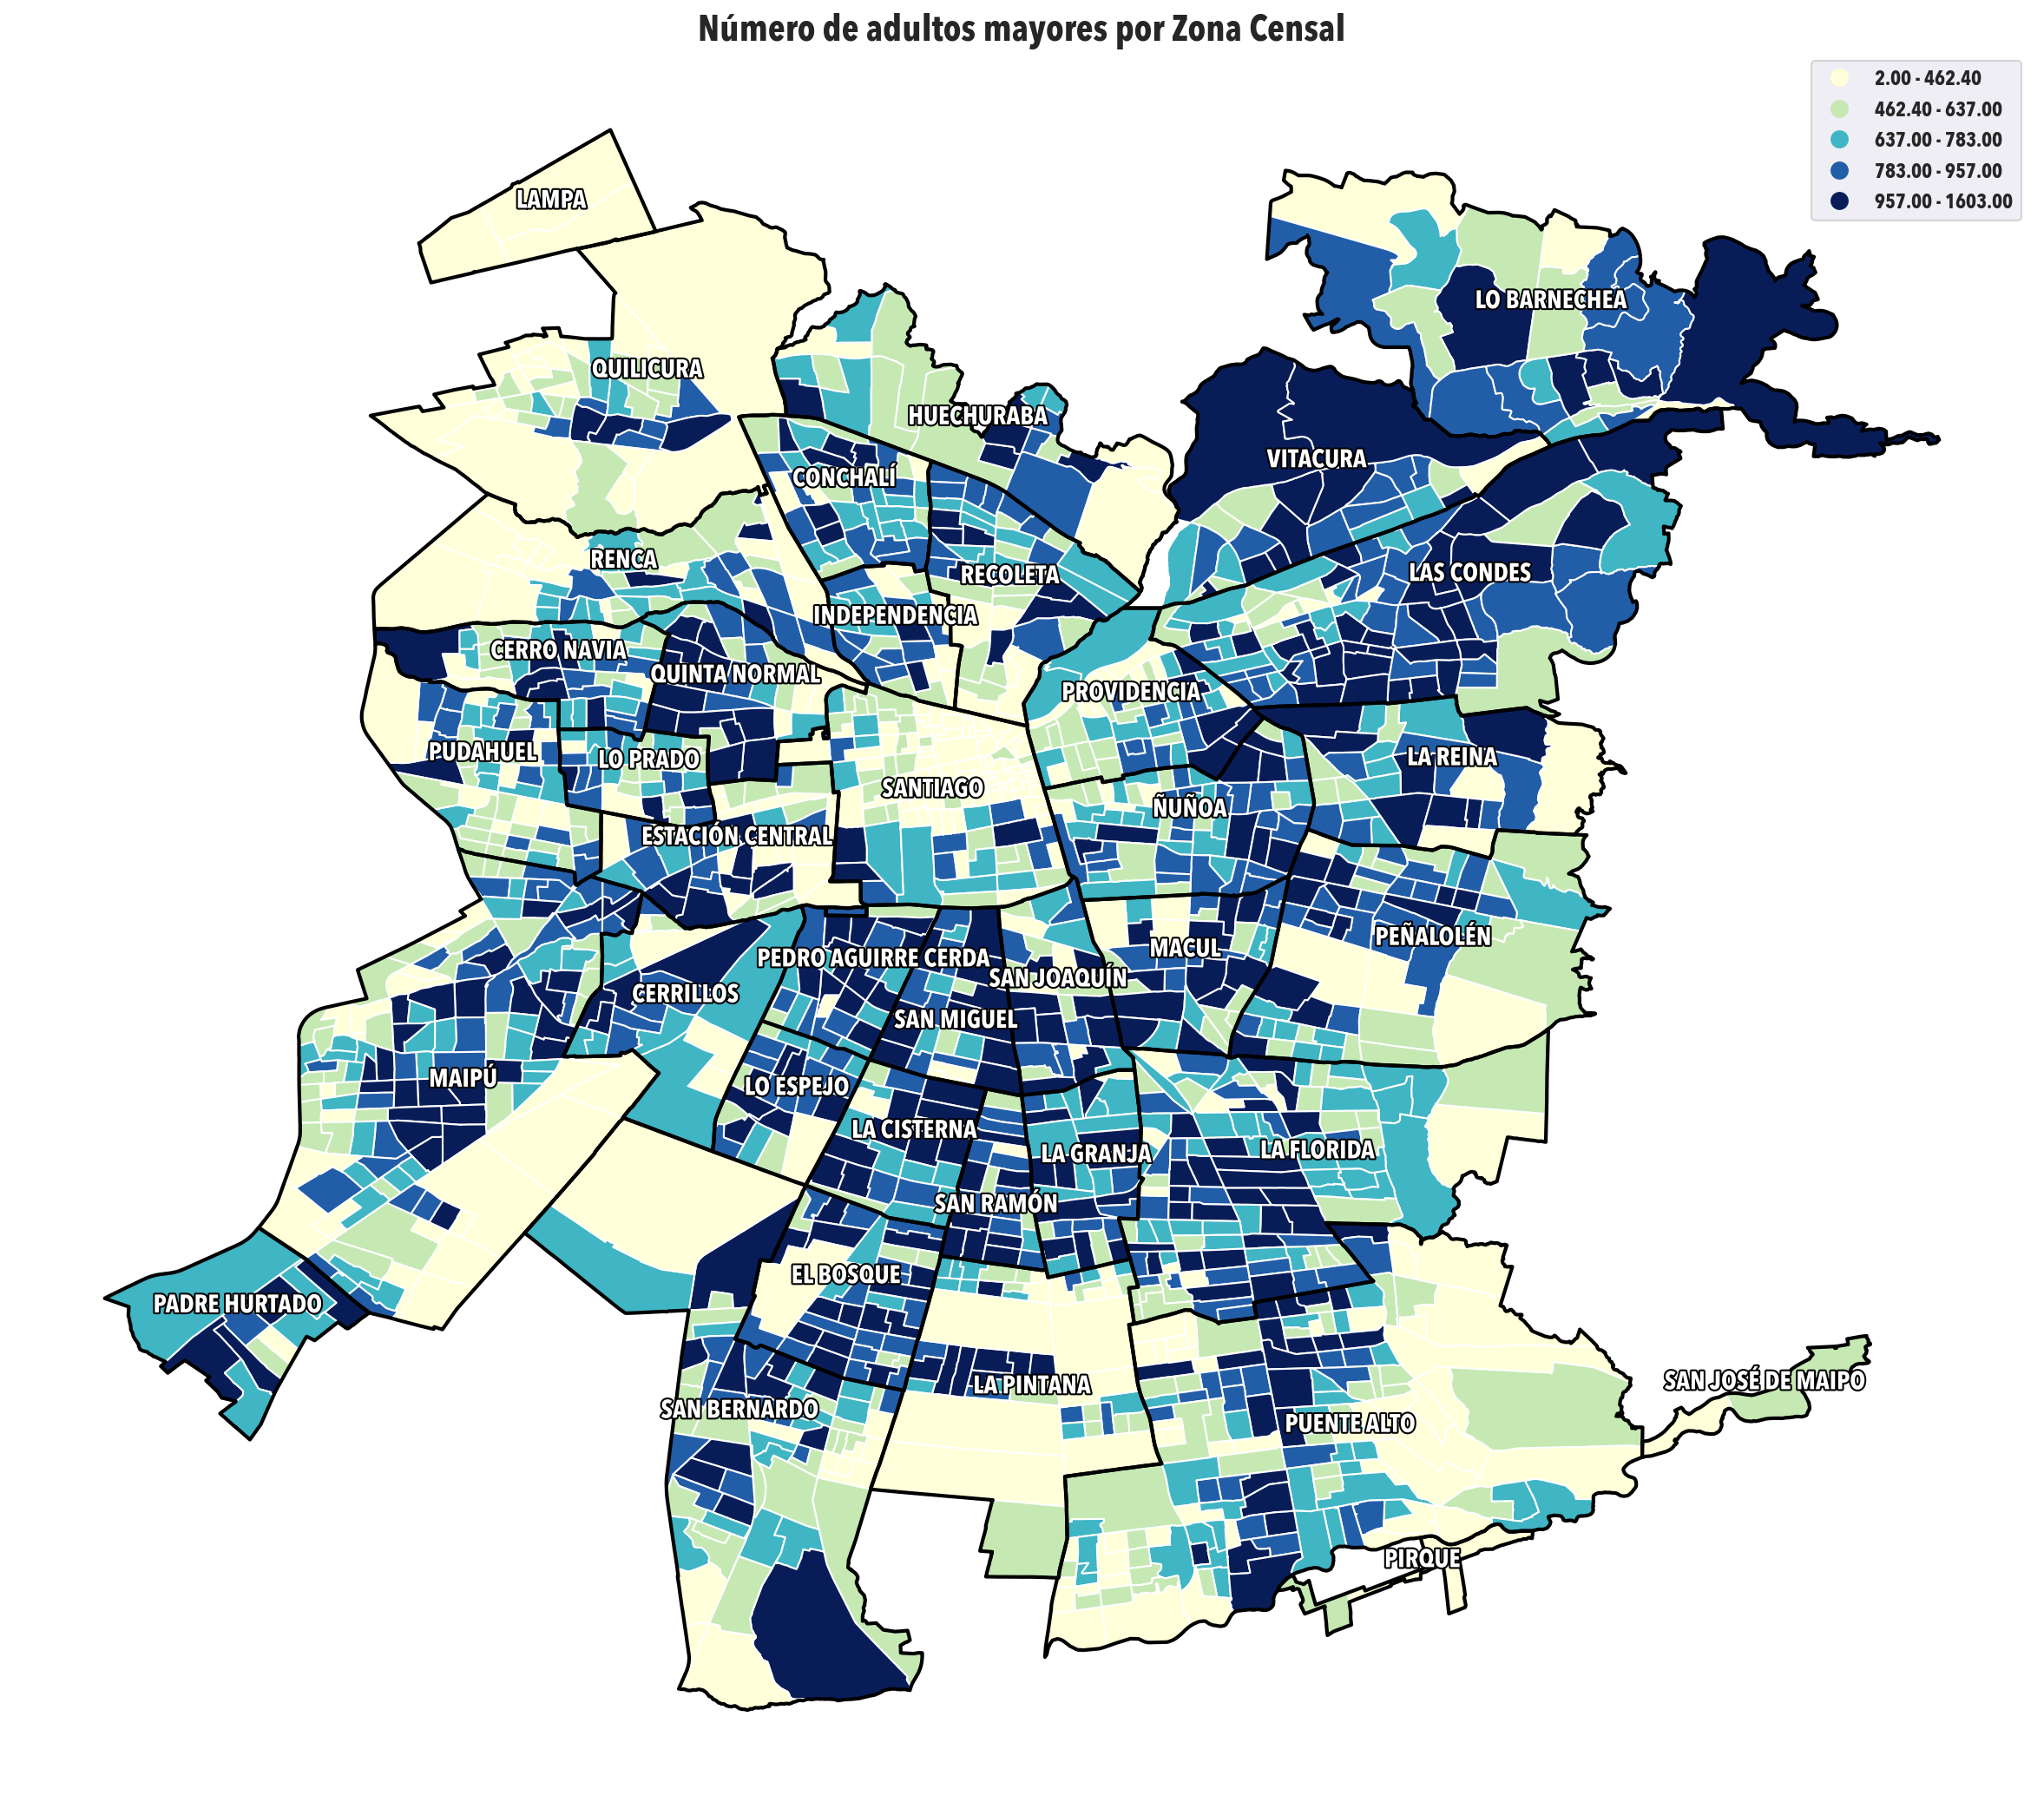 Número de adultos mayores por Zona Censal
2.00 - 462.40
462.40 - 637.00
637.00 - 783.00
783.00 - 957.00
957.00 - 1603.00
LAMPA
LO BARNECHEA
QUILICURA
HUECHURABA
VITACURA
CONCHALÍ
RENCA
LAS CONDES
RECOLETA
INDEPENDENCIA
CERRO NAVIA
QUINTA NORMAL
PROVIDENCIA
PUDAHUEL
LO PRADO
LA REINA
SANTIAGO
ÑUÑOA
ESTACIÓN CENTRAL
PEÑALOLÉN
MACUL
PEDRO AGUIRRE CERDA
SAN JOAQUÍN
CERRILLOS
SAN MIGUEL
MAIPÚ
LO ESPEJO
LA CISTERNA
LA GRANJA
LA FLORIDA
SAN RAMÓN
EL BOSQUE
PADRE HURTADO
SAN JOSÉ DE MAIPO
LA PINTANA
SAN BERNARDO
PUENTE ALTO
PIRQUE